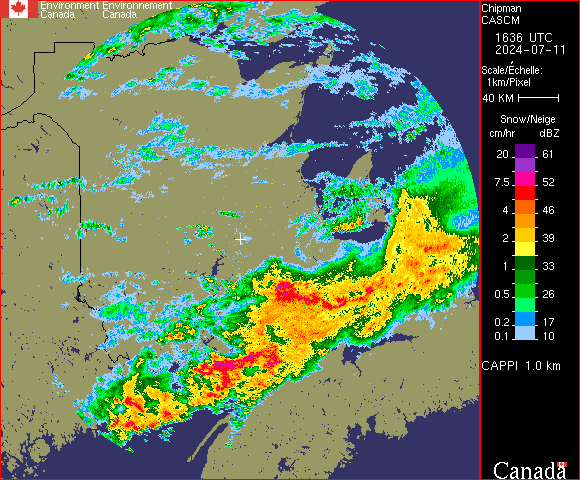 Environment Environnement
Canada Canada
Chipman
CASCM
1636 UTC
2024-07-11
Scale/Échelle:
1km/Pixel
40 KM
Snow/Neige
cm/hr dBZ
20 61
7.5 52
4 46
2 39
1 33
0.5 26
0.2 17
0.1 10
CAPPI 1.0 km
Canada